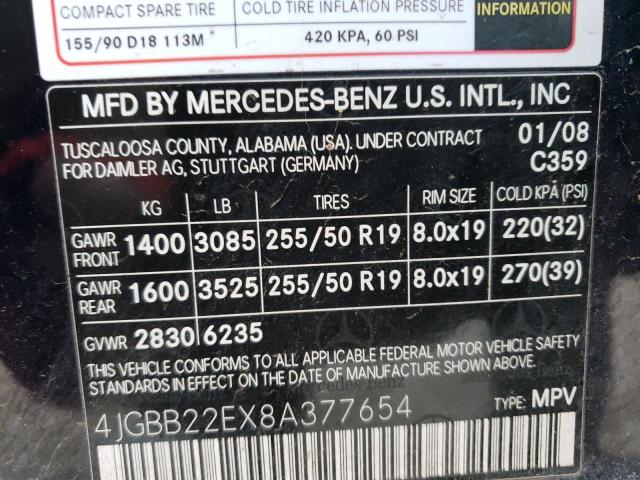 COMPACT SPARE TIRE COLD TIRE INFLATION PRESSURE INFORMATION
155/90 D18 113M 420 KPA, 60 PSI
MFD BY MERCEDES-BENZ U.S. INTL., INC
TUSCALOOSA COUNTY, ALABAMA (USA). UNDER CONTRACT 01/08
FOR DAIMLER AG, STUTTGART (GERMANY) C359
KG LB TIRES RIM SIZE COLD KPA (PSI)
GAWR FRONT 1400 3085 255/50 R19 8.0x19 220(32)
GAWR REAR 1600 3525 255/50 R19 8.0x19 270(39)
GVWR 2830 6235
THIS VEHICLE CONFORMS TO ALL APPLICABLE FEDERAL MOTOR VEHICLE SAFETY
STANDARDS IN EFFECT ON THE DATE OF MANUFACTURE SHOWN ABOVE.
4JGBB22EX8A377654 TYPE: MPV